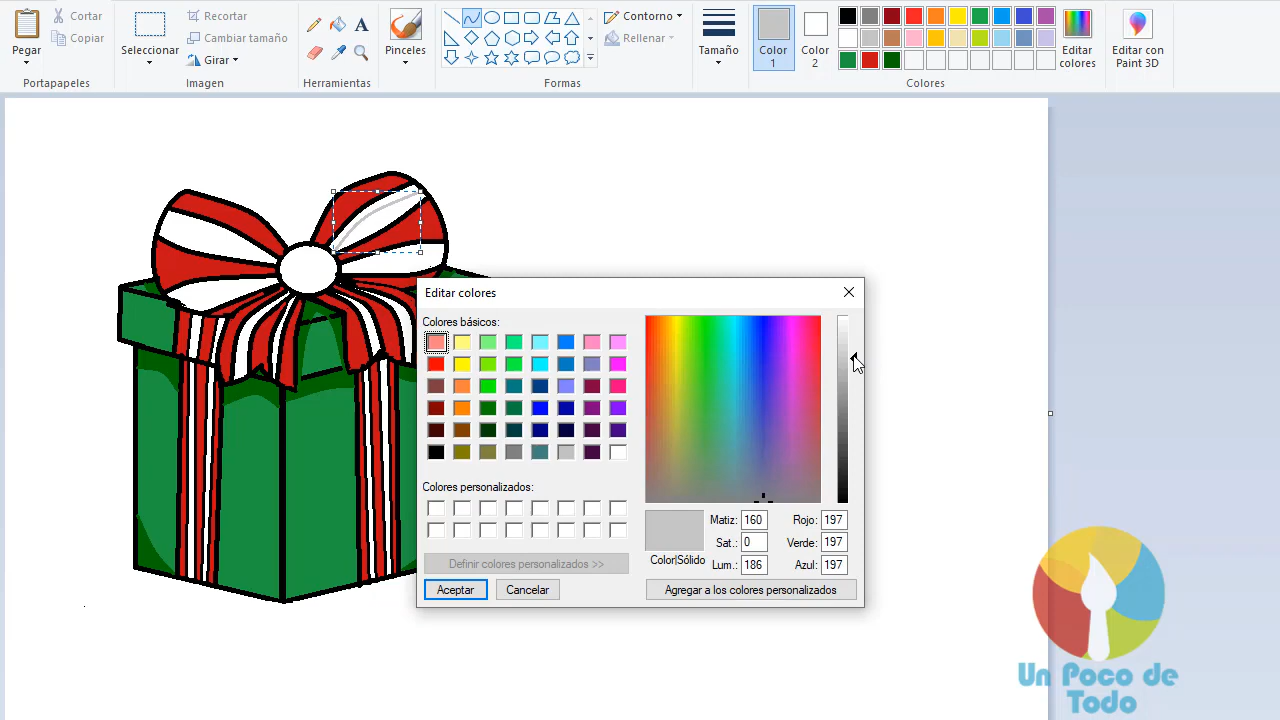 Pegar
Cortar
Copiar
Portapapeles
Seleccionar
Recortar
Cambiar tamaño
Girar
Imagen
A
Herramientas
Pinceles
Contorno
Rellenar
Formas
Tamaño
Color
1
Color
2
Editar
colores
Colores
Editar con
Paint 3D
Editar colores
Colores básicos:
Colores personalizados:
Definir colores personalizados >>
Aceptar
Cancelar
Color|Sólido
Matiz: 160
Sat.: 0
Lum.: 186
Rojo: 197
Verde: 197
Azul: 197
Agregar a los colores personalizados
Un Poco de
Todo